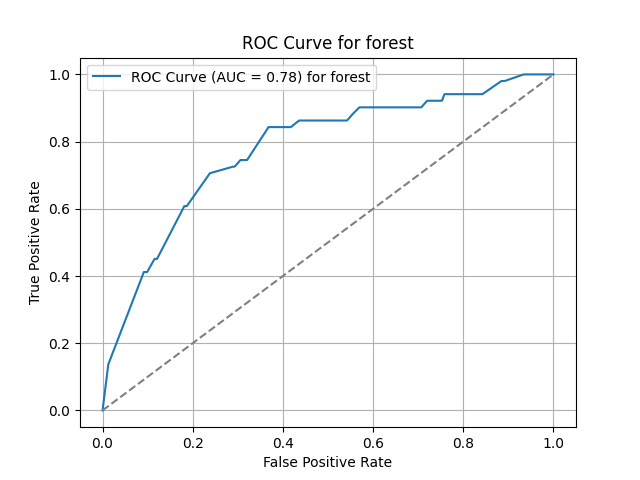 ROC Curve for forest
ROC Curve (AUC = 0.78) for forest
True Positive Rate
1.0
0.8
0.6
0.4
0.2
0.0
0.0 0.2 0.4 0.6 0.8 1.0
False Positive Rate